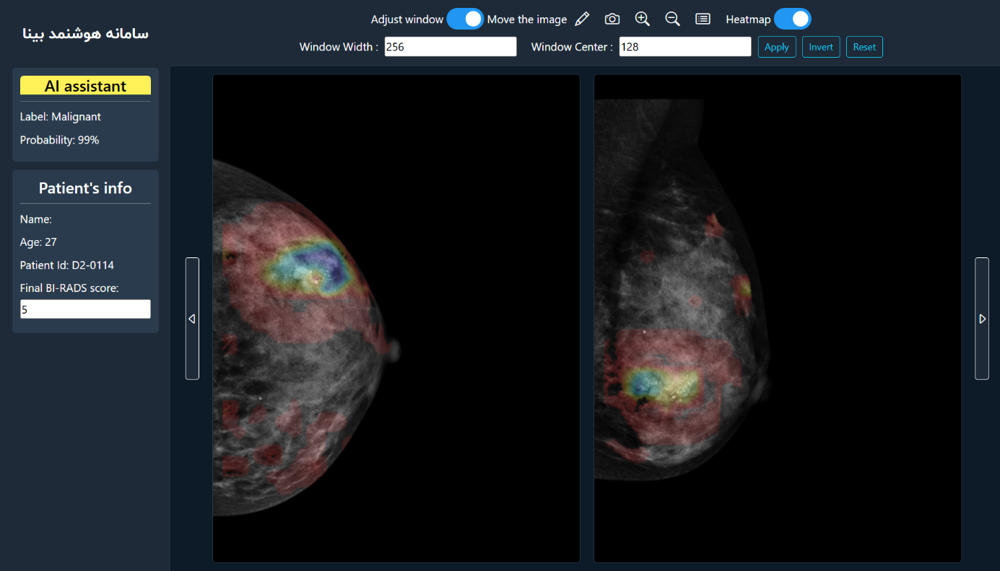 سامانه هوشمند بینا
Adjust window Move the image Heatmap
Window Width : 256 Window Center : 128 Apply Invert Reset
AI assistant
Label: Malignant
Probability: 99%
Patient's info
Name:
Age: 27
Patient Id: D2-0114
Final BI-RADS score:
5